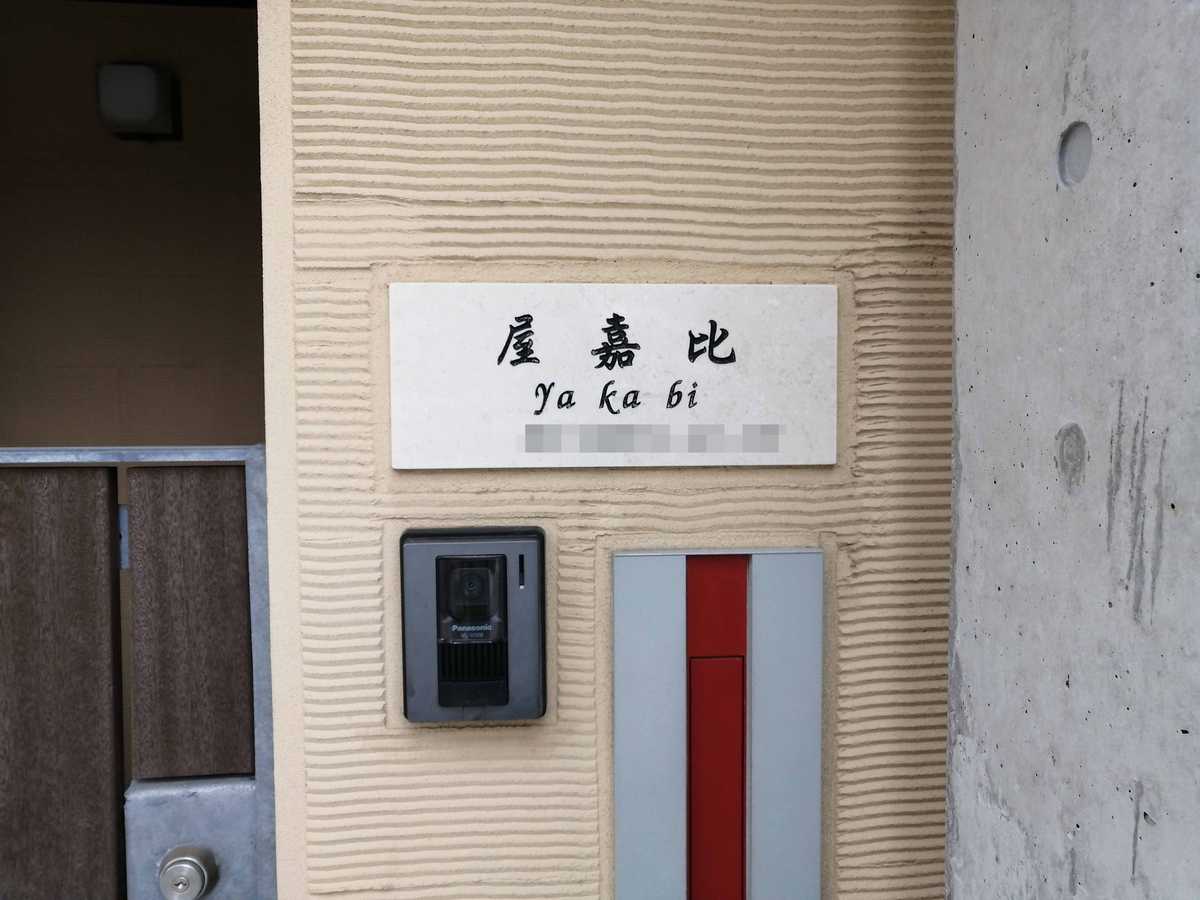 屋嘉比
Ya ka bi
Panasonic